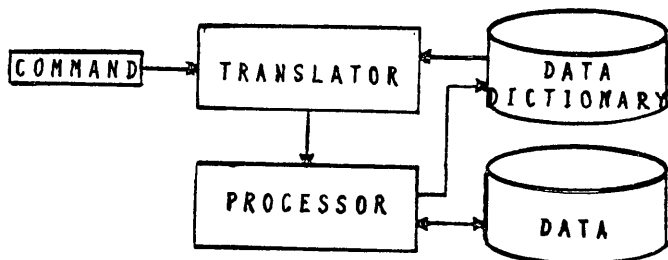 COMMAND
TRANSLATOR
DATA
DICTIONARY
PROCESSOR
DATA